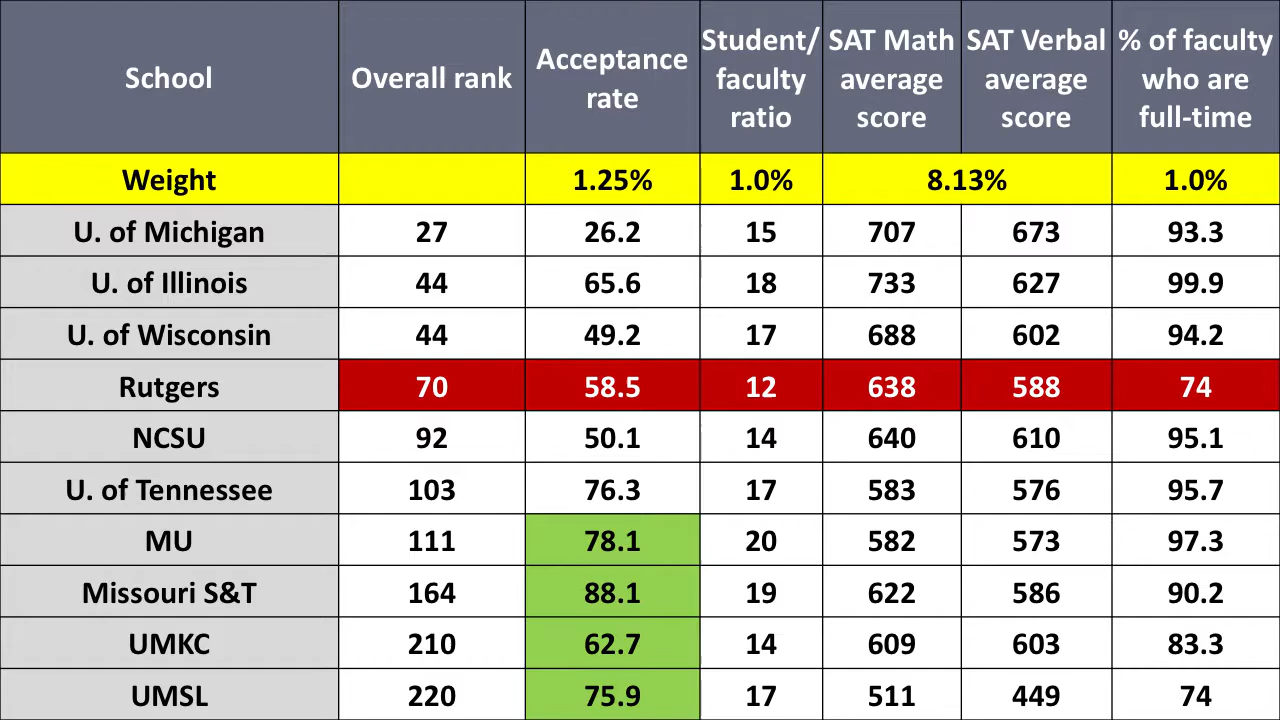 School Overall rank Acceptance rate Student/ faculty ratio SAT Math average score SAT Verbal average score % of faculty who are full-time
Weight 1.25% 1.0% 8.13% 1.0%
U. of Michigan 27 26.2 15 707 673 93.3
U. of Illinois 44 65.6 18 733 627 99.9
U. of Wisconsin 44 49.2 17 688 602 94.2
Rutgers 70 58.5 12 638 588 74
NCSU 92 50.1 14 640 610 95.1
U. of Tennessee 103 76.3 17 583 576 95.7
MU 111 78.1 20 582 573 97.3
Missouri S&T 164 88.1 19 622 586 90.2
UMKC 210 62.7 14 609 603 83.3
UMSL 220 75.9 17 511 449 74